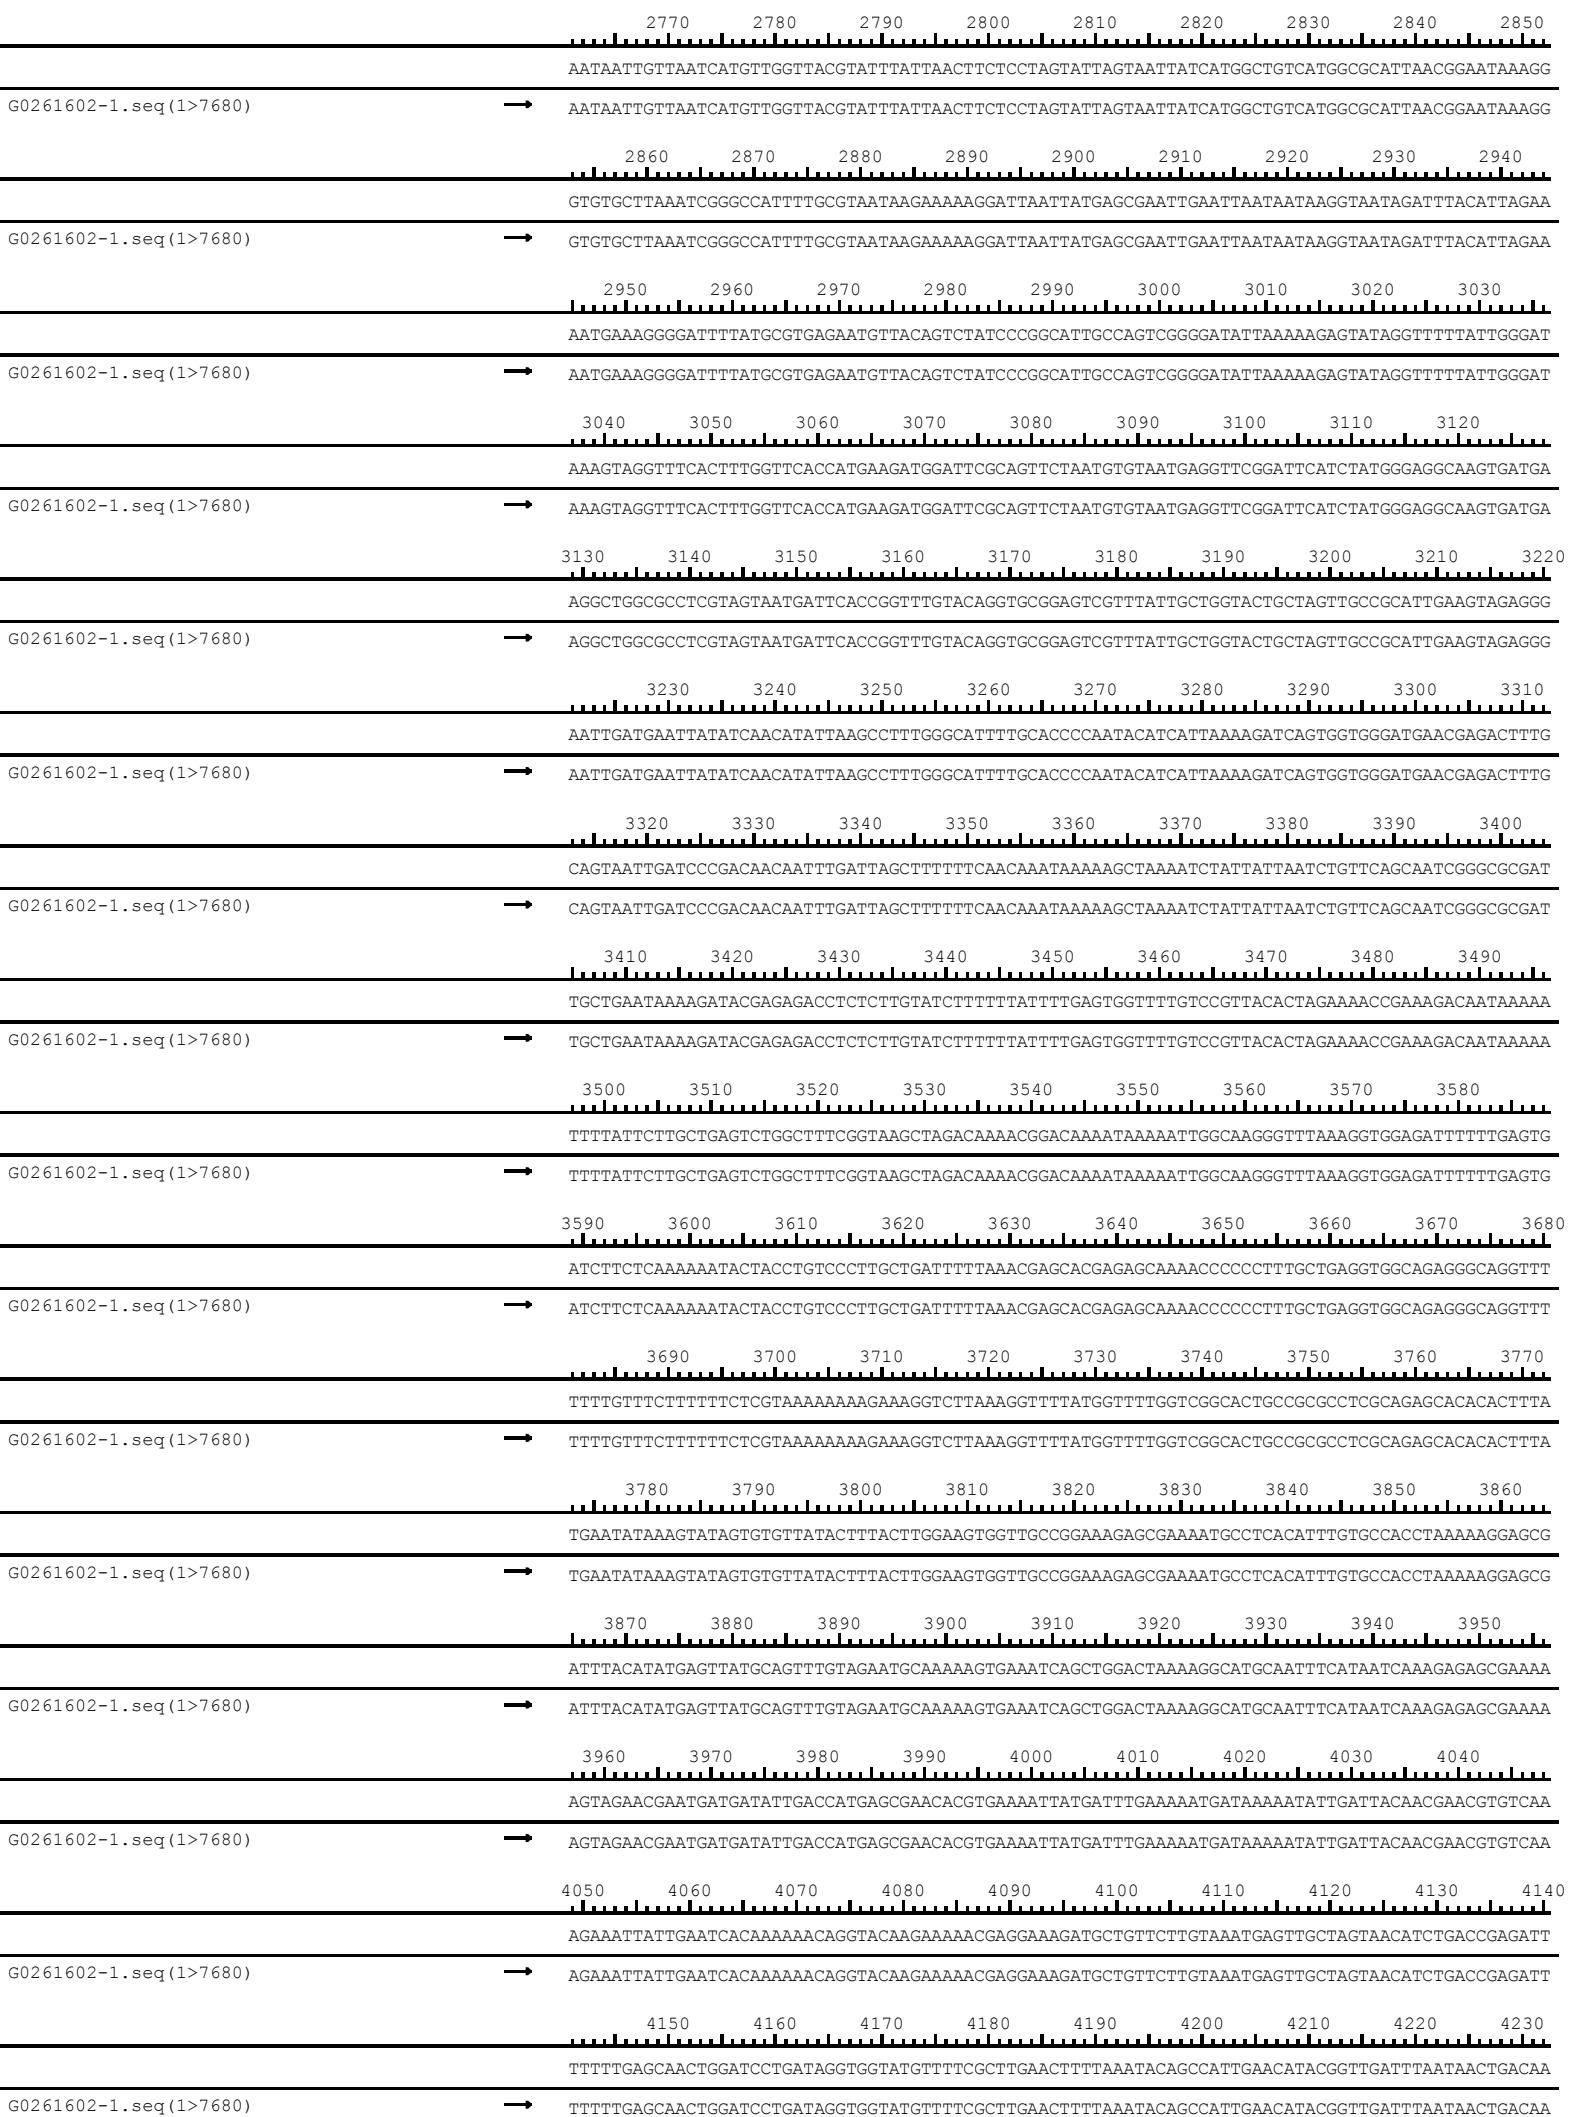 2770 2780 2790 2800 2810 2820 2830 2840 2850
AATAATTGTTAATCATGTTGGTTACGTATTTATTAACTTCTCCTAGTATTAGTAATTATCATGGCTGTCATGGCGCATTAACGGAATAAAGG
G0261602-1.seq(1>7680) → AATAATTGTTAATCATGTTGGTTACGTATTTATTAACTTCTCCTAGTATTAGTAATTATCATGGCTGTCATGGCGCATTAACGGAATAAAGG
2860 2870 2880 2890 2900 2910 2920 2930 2940
GTGTGCTTAAATCGGGCCATTTTGCGTAATAAGAAAAAGGATTAATTATGAGCGAATTGAATTAATAATAAGGTAATAGATTTACATTAGAA
G0261602-1.seq(1>7680) → GTGTGCTTAAATCGGGCCATTTTGCGTAATAAGAAAAAGGATTAATTATGAGCGAATTGAATTAATAATAAGGTAATAGATTTACATTAGAA
2950 2960 2970 2980 2990 3000 3010 3020 3030
AATGAAAGGGGATTTTATGCGTGAGAATGTTACAGTCTATCCCGGCATTGCCAGTCGGGGATATTAAAAAGAGTATAGGTTTTTATTGGGAT
G0261602-1.seq(1>7680) → AATGAAAGGGGATTTTATGCGTGAGAATGTTACAGTCTATCCCGGCATTGCCAGTCGGGGATATTAAAAAGAGTATAGGTTTTTATTGGGAT
3040 3050 3060 3070 3080 3090 3100 3110 3120
AAAGTAGGTTTCACTTTGGTTCACCATGAAGATGGATTCGCAGTTCTAATGTGTAATGAGGTTCGGATTCATCTATGGGAGGCAAGTGATGA
G0261602-1.seq(1>7680) → AAAGTAGGTTTCACTTTGGTTCACCATGAAGATGGATTCGCAGTTCTAATGTGTAATGAGGTTCGGATTCATCTATGGGAGGCAAGTGATGA
3130 3140 3150 3160 3170 3180 3190 3200 3210 3220
AGGCTGGCGCCTCGTAGTAATGATTCACCGGTTTGTACAGGTGCGGAGTCGTTTATTGCTGGTACTGCTAGTTGCCGCATTGAAGTAGAGGG
G0261602-1.seq(1>7680) → AGGCTGGCGCCTCGTAGTAATGATTCACCGGTTTGTACAGGTGCGGAGTCGTTTATTGCTGGTACTGCTAGTTGCCGCATTGAAGTAGAGGG
3230 3240 3250 3260 3270 3280 3290 3300 3310
AATTGATGAATTATATCAACATATTAAGCCTTTGGGCATTTTGCACCCCAATACATCATTAAAAGATCAGTGGTGGGATGAACGAGACTTTG
G0261602-1.seq(1>7680) → AATTGATGAATTATATCAACATATTAAGCCTTTGGGCATTTTGCACCCCAATACATCATTAAAAGATCAGTGGTGGGATGAACGAGACTTTG
3320 3330 3340 3350 3360 3370 3380 3390 3400
CAGTAATTGATCCCGACAACAATTTGATTAGCTTTTTTCAACAAATAAAAAGCTAAAATCTATTATTAATCTGTTCAGCAATCGGGCGCGAT
G0261602-1.seq(1>7680) → CAGTAATTGATCCCGACAACAATTTGATTAGCTTTTTTCAACAAATAAAAAGCTAAAATCTATTATTAATCTGTTCAGCAATCGGGCGCGAT
3410 3420 3430 3440 3450 3460 3470 3480 3490
TGCTGAATAAAAGATACGAGAGACCTCTCTTGTATCTTTTTTATTTTGAGTGGTTTTGTCCGTTACACTAGAAAACCGAAAGACAATAAAAA
G0261602-1.seq(1>7680) → TGCTGAATAAAAGATACGAGAGACCTCTCTTGTATCTTTTTTATTTTGAGTGGTTTTGTCCGTTACACTAGAAAACCGAAAGACAATAAAAA
3500 3510 3520 3530 3540 3550 3560 3570 3580
TTTTATTCTTGCTGAGTCTGGCTTTCGGTAAGCTAGACAAAACGGACAAAATAAAAATTGGCAAGGGTTTAAAGGTGGAGATTTTTTGAGTG
G0261602-1.seq(1>7680) → TTTTATTCTTGCTGAGTCTGGCTTTCGGTAAGCTAGACAAAACGGACAAAATAAAAATTGGCAAGGGTTTAAAGGTGGAGATTTTTTGAGTG
3590 3600 3610 3620 3630 3640 3650 3660 3670 3680
ATCTTCTCAAAAAATACTACCTGTCCCTTGCTGATTTTTAAACGAGCACGAGAGCAAAACCCCCCTTTGCTGAGGTGGCAGAGGGCAGGTTT
G0261602-1.seq(1>7680) → ATCTTCTCAAAAAATACTACCTGTCCCTTGCTGATTTTTAAACGAGCACGAGAGCAAAACCCCCCTTTGCTGAGGTGGCAGAGGGCAGGTTT
3690 3700 3710 3720 3730 3740 3750 3760 3770
TTTTGTTTCTTTTTTCTCGTAAAAAAAAGAAAGGTCTTAAAGGTTTTATGGTTTTGGTCGGCACTGCCGCGCCTCGCAGAGCACACACTTTA
G0261602-1.seq(1>7680) → TTTTGTTTCTTTTTTCTCGTAAAAAAAAGAAAGGTCTTAAAGGTTTTATGGTTTTGGTCGGCACTGCCGCGCCTCGCAGAGCACACACTTTA
3780 3790 3800 3810 3820 3830 3840 3850 3860
TGAATATAAAGTATAGTGTGTTATACTTTACTTGGAAGTGGTTGCCGGAAAGAGCGAAAATGCCTCACATTTGTGCCACCTAAAAAGGAGCG
G0261602-1.seq(1>7680) → TGAATATAAAGTATAGTGTGTTATACTTTACTTGGAAGTGGTTGCCGGAAAGAGCGAAAATGCCTCACATTTGTGCCACCTAAAAAGGAGCG
3870 3880 3890 3900 3910 3920 3930 3940 3950
ATTTACATATGAGTTATGCAGTTTGTAGAATGCAAAAAGTGAAATCAGCTGGACTAAAAGGCATGCAATTTCATAATCAAAGAGAGCGAAAA
G0261602-1.seq(1>7680) → ATTTACATATGAGTTATGCAGTTTGTAGAATGCAAAAAGTGAAATCAGCTGGACTAAAAGGCATGCAATTTCATAATCAAAGAGAGCGAAAA
3960 3970 3980 3990 4000 4010 4020 4030 4040
AGTAGAACGAATGATGATATTGACCATGAGCGAACACGTGAAAATTATGATTTGAAAAATGATAAAAATATTGATTACAACGAACGTGTCAA
G0261602-1.seq(1>7680) → AGTAGAACGAATGATGATATTGACCATGAGCGAACACGTGAAAATTATGATTTGAAAAATGATAAAAATATTGATTACAACGAACGTGTCAA
4050 4060 4070 4080 4090 4100 4110 4120 4130 4140
AGAAATTATTGAATCACAAAAAACAGGTACAAGAAAAACGAGGAAAGATGCTGTTCTTGTAAATGAGTTGCTAGTAACATCTGACCGAGATT
G0261602-1.seq(1>7680) → AGAAATTATTGAATCACAAAAAACAGGTACAAGAAAAACGAGGAAAGATGCTGTTCTTGTAAATGAGTTGCTAGTAACATCTGACCGAGATT
4150 4160 4170 4180 4190 4200 4210 4220 4230
TTTTTGAGCAACTGGATCCTGATAGGTGGTATGTTTTCGCTTGAACTTTTAAATACAGCCATTGAACATACGGTTGATTTAATAACTGACAA
G0261602-1.seq(1>7680) → TTTTTGAGCAACTGGATCCTGATAGGTGGTATGTTTTCGCTTGAACTTTTAAATACAGCCATTGAACATACGGTTGATTTAATAACTGACAA